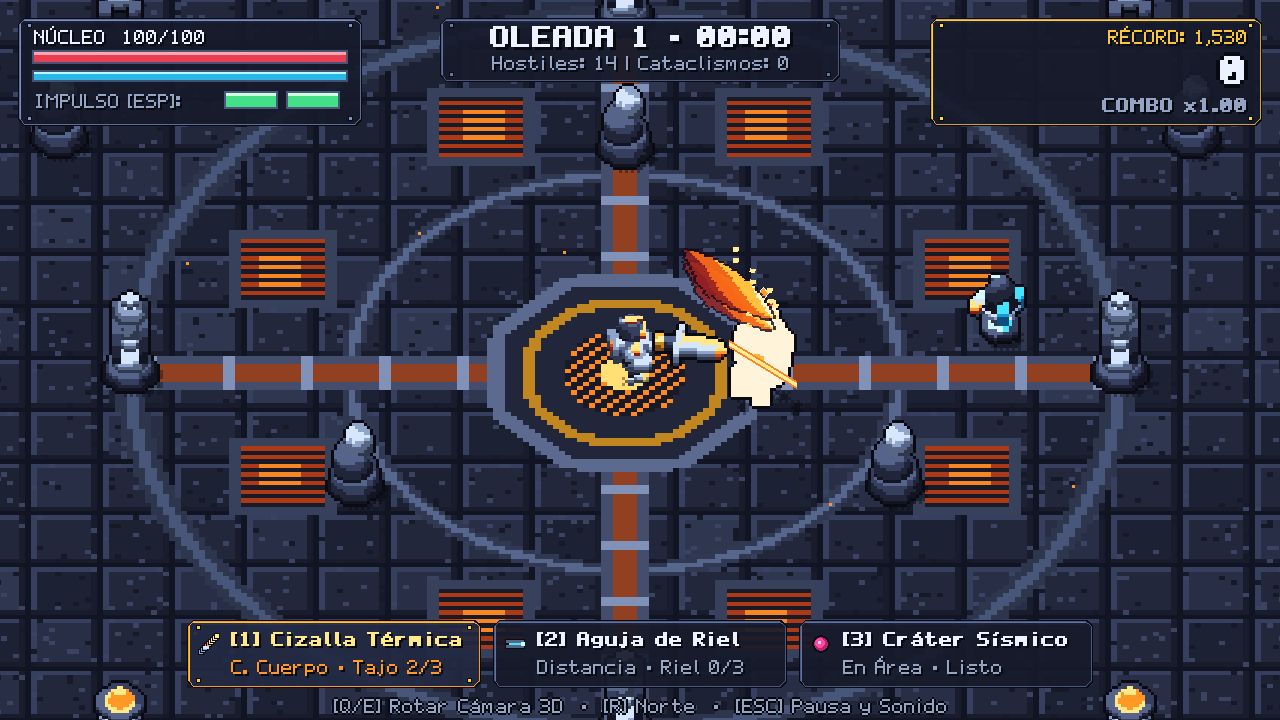 NÚCLEO 100/100
IMPULSO [ESP]:
OLEADA 1 - 00:00
Hostiles: 14 | Cataclismos: 0
RÉCORD: 1,530
0
COMBO x1.00
[1] Cizalla Térmica
C. Cuerpo • Tajo 2/3
[2] Aguja de Riel
Distancia • Riel 0/3
[3] Cráter Sísmico
En Área • Listo
[Q/E] Rotar Cámara 3D • [R] Norte • [ESC] Pausa y Sonido